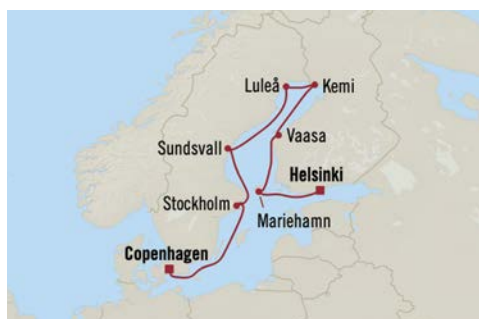 Luleå
Kemi
Vaasa
Sundsvall
Helsinki
Stockholm
Mariehamn
Copenhagen